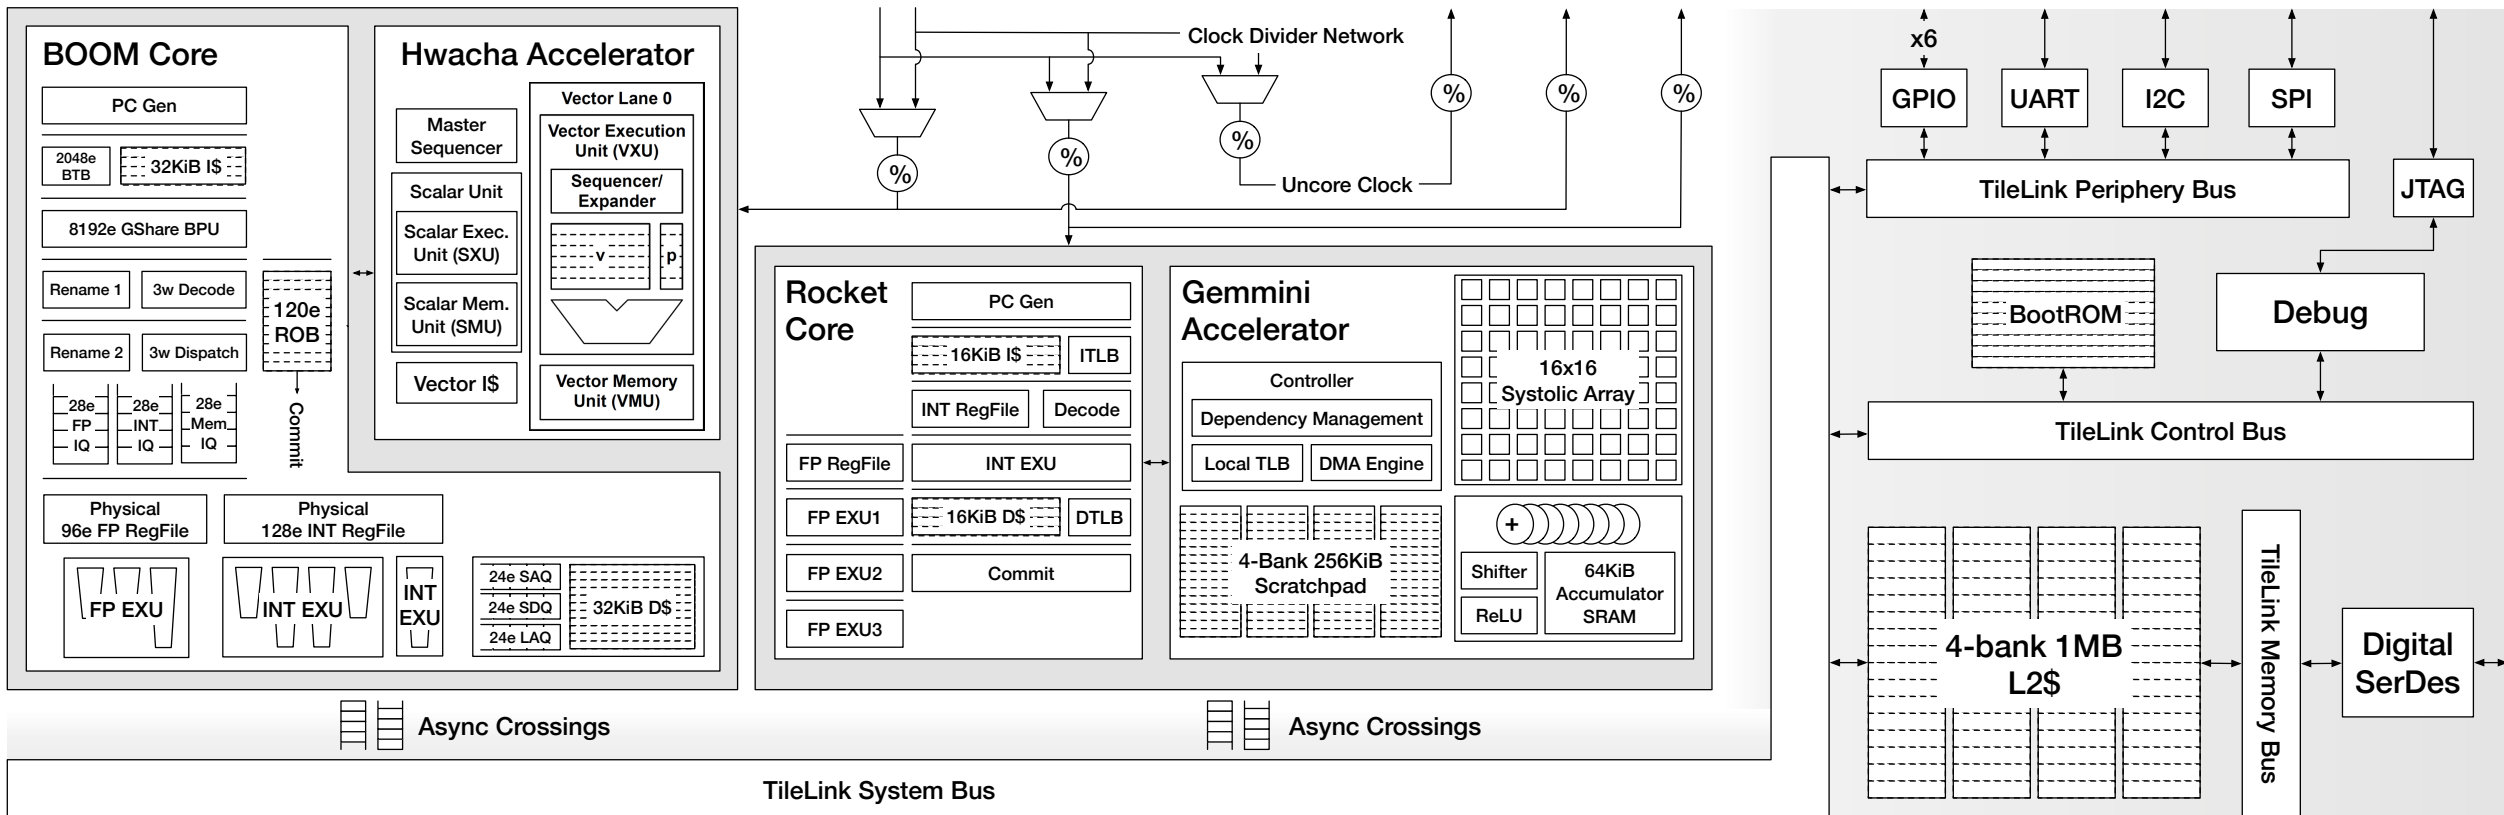 BOOM Core
PC Gen
2048e
BTB
32KiB I$
8192e GShare BPU
Rename 1
3w Decode
120e
ROB
Rename 2
3w Dispatch
28e
FP
IQ
28e
INT
IQ
28e
Mem
IQ
Commit
Physical
96e FP RegFile
Physical
128e INT RegFile
FP EXU
INT EXU
INT
EXU
24e SAQ
24e SDQ
24e LAQ
32KiB D$
Hwacha Accelerator
Master
Sequencer
Scalar Unit
Scalar Exec.
Unit (SXU)
Scalar Mem.
Unit (SMU)
Vector I$
Vector Lane 0
Vector Execution
Unit (VXU)
Sequencer/
Expander
v
p
Vector Memory
Unit (VMU)
Clock Divider Network
%
%
%
%
%
%
Uncore Clock
Rocket
Core
PC Gen
16KiB I$
ITLB
INT RegFile
Decode
FP RegFile
INT EXU
FP EXU1
16KiB D$
DTLB
FP EXU2
Commit
FP EXU3
Gemmini
Accelerator
Controller
Dependency Management
Local TLB
DMA Engine
16x16
Systolic Array
4-Bank 256KiB
Scratchpad
+
Shifter
ReLU
64KiB
Accumulator
SRAM
Async Crossings
Async Crossings
TileLink System Bus
x6
GPIO
UART
I2C
SPI
TileLink Periphery Bus
JTAG
BootROM
Debug
TileLink Control Bus
4-bank 1MB
L2$
TileLink Memory Bus
Digital
SerDes